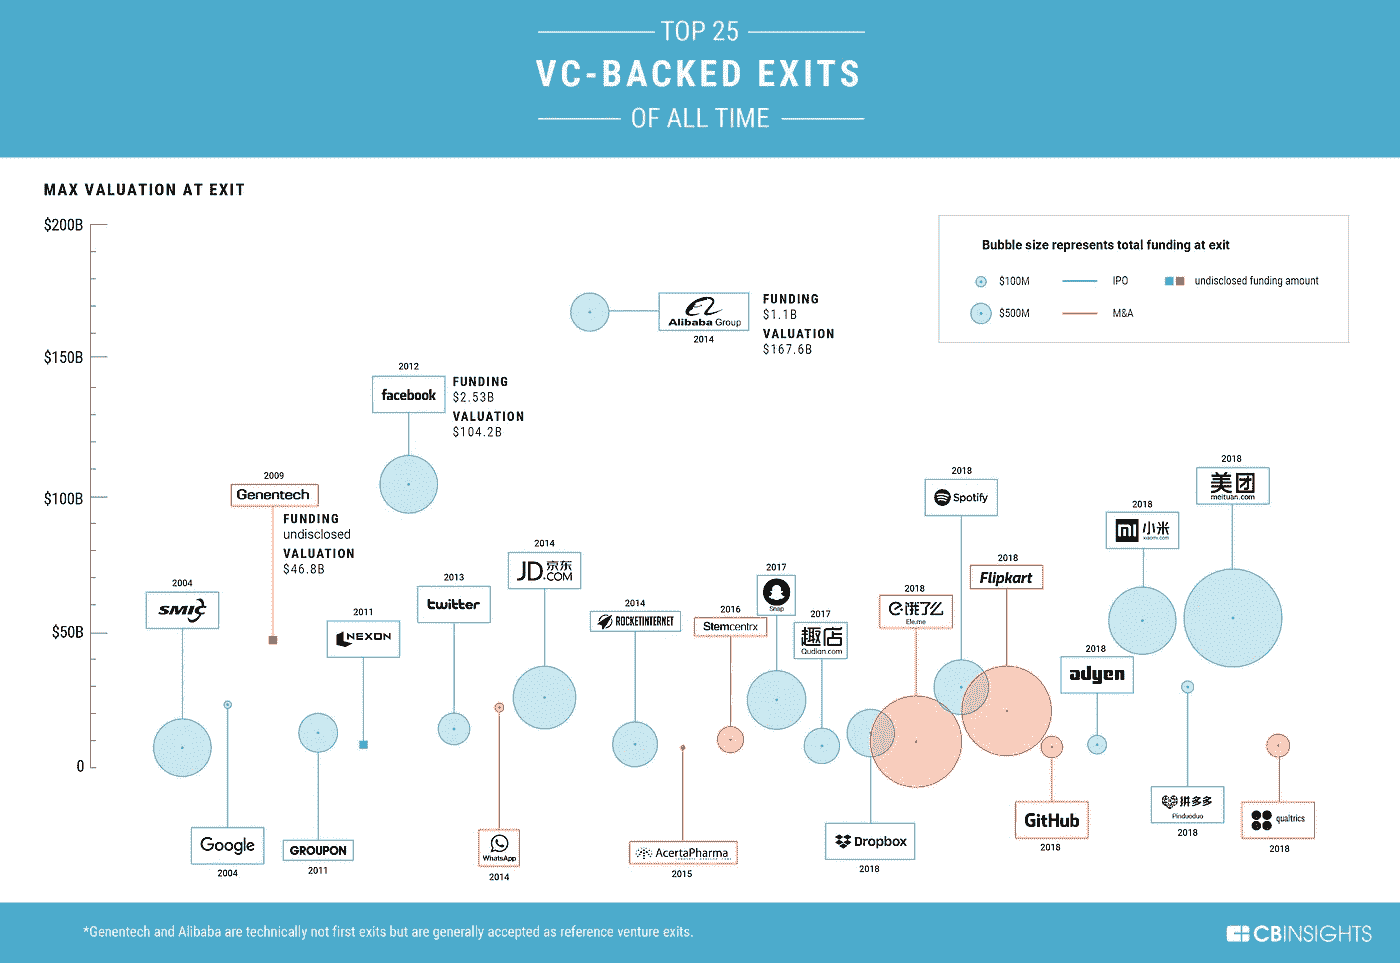 TOP 25
VC-BACKED EXITS
OF ALL TIME
MAX VALUATION AT EXIT
$200B
$150B
$100B
$50B
0
Bubble size represents total funding at exit
$100M
IPO
undisclosed funding amount
$500M
M&A
Alibaba Group
2014
FUNDING
$1.1B
VALUATION
$167.6B
2012
facebook
FUNDING
$2.53B
VALUATION
$104.2B
2009
Genentech
FUNDING
undisclosed
VALUATION
$46.8B
2004
SMIC
Google
2004
GROUPON
2011
2011
NEXON
2013
twitter
WhatsApp
2014
2014
JD.京东
.COM
2014
ROCKETINTERNET
AcertaPharma
2015
2016
Stemcentrx
2017
Snap
2017
趣店
Qudian.com
Dropbox
2018
2018
饿了么
Ele.me
2018
Spotify
2018
Flipkart
GitHub
2018
2018
adyen
2018
mi 小米
xiaomi.com
拼多多
Pinduoduo
2018
2018
美团
meituan.com
qualtrics
2018
*Genentech and Alibaba are technically not first exits but are generally accepted as reference venture exits.
CBINSIGHTS